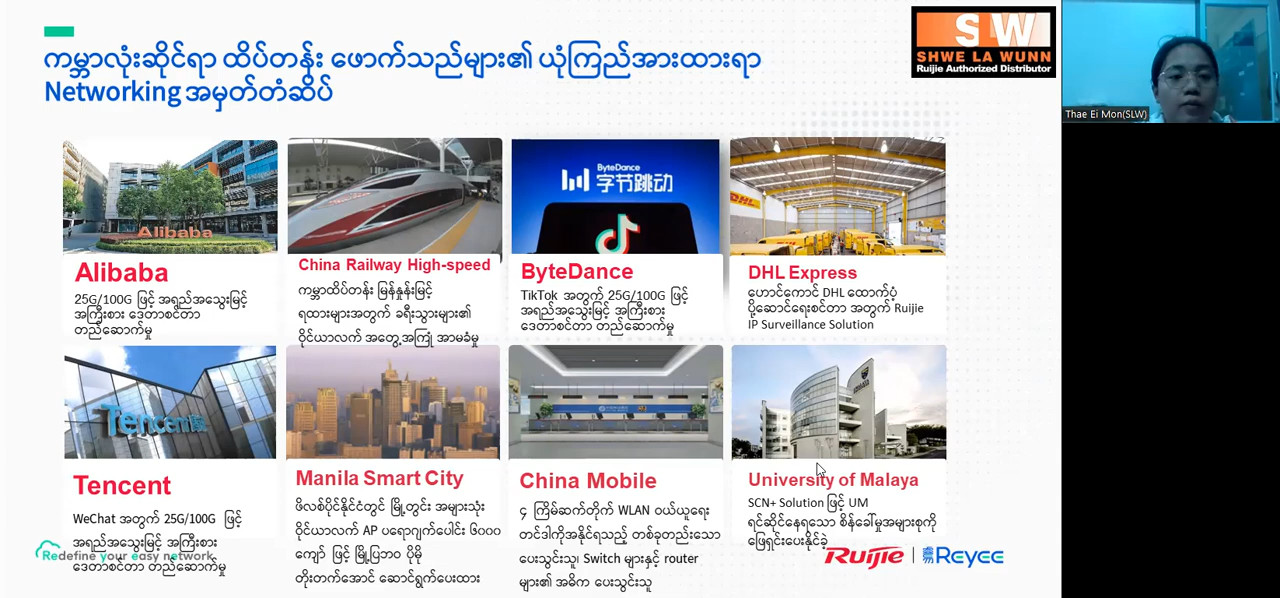 ကမ္ဘာလုံးဆိုင်ရာ ထိပ်တန်း ဖောက်သည်များ၏ ယုံကြည်အားထားရာ
Networking အမှတ်တံဆိပ်
SW
SHWE LA WUNN
Ruijie Authorized Distributor
Thae Ei Mon(SLW)
Alibaba
Alibaba
25G/100G ဖြင့် အရည်အသွေးမြင့်
အကြီးစား ဒေတာစင်တာ
တည်ဆောက်မှု
China Railway High-speed
ကမ္ဘာထိပ်တန်း မြန်နှုန်းမြင့်
ရထားများအတွက် ခရီးသွားများ၏
ဝိုင်ယာလက် အတွေ့အကြုံ အာမခံမှု
ByteDance
字节跳动
ByteDance
TikTok အတွက် 25G/100G ဖြင့်
အရည်အသွေးမြင့် အကြီးစား
ဒေတာစင်တာ တည်ဆောက်မှု
DHL
DHL Express
ဟောင်ကောင် DHL ထောက်ပံ့
ပို့ဆောင်ရေးစင်တာ အတွက် Ruijie
IP Surveillance Solution
Tencent
Tencent
WeChat အတွက် 25G/100G ဖြင့်
အရည်အသွေးမြင့် အကြီးစား
ဒေတာစင်တာ တည်ဆောက်မှု
Manila Smart City
ဖိလစ်ပိုင်နိုင်ငံတွင် မြို့တွင်း အများသုံး
ဝိုင်ယာလက် AP ပရောဂျက်ပေါင်း ၆၀၀၀
ကျော် ဖြင့် မြို့ပြဘဝ ပိုမို
တိုးတက်အောင် ဆောင်ရွက်ပေးထား
China Mobile
၄ ကြိမ်ဆက်တိုက် WLAN ဝယ်ယူရေး
တင်ဒါကိုအနိုင်ရသည့် တစ်ခုတည်းသော
ပေးသွင်းသူ၊ Switch များနှင့် router
များ၏ အဓိက ပေးသွင်းသူ
University of Malaya
SCN+ Solution ဖြင့် UM
ရင်ဆိုင်နေရသော စိန်ခေါ်မှုအများစုကို
ဖြေရှင်းပေးနိုင်ခဲ့
Redefine your easy network
Ruijie | Reyee